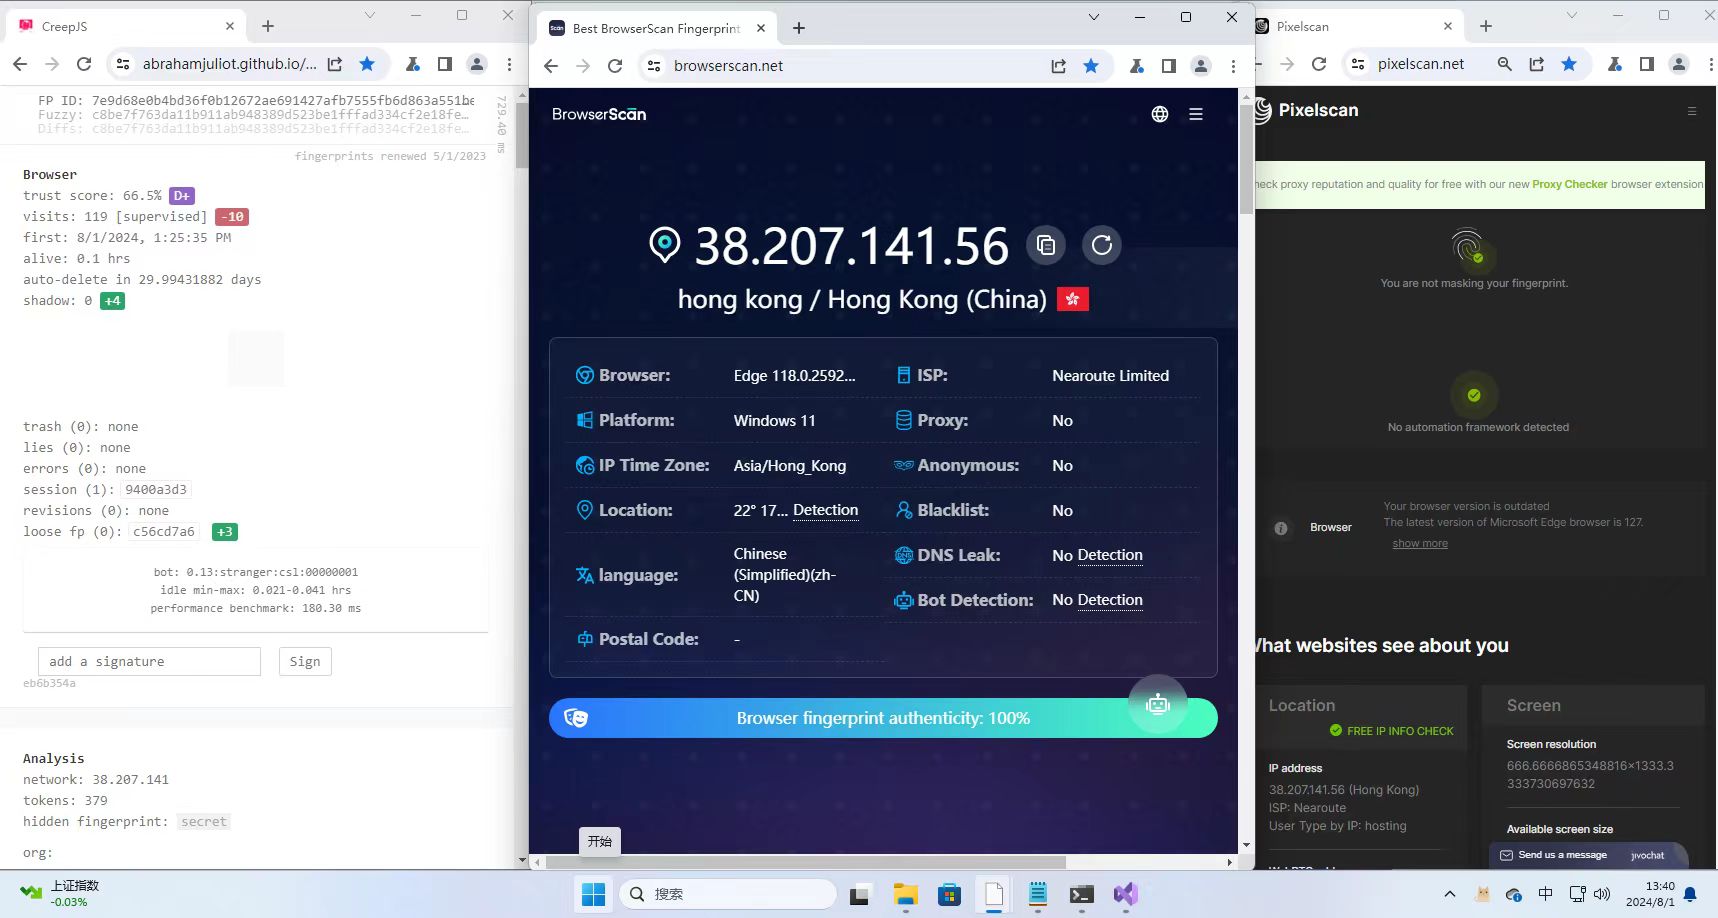 CreepJS
abrahamjuliot.github.io/...
FP ID: 7e9d68e0b4bd36f0b12672ae691427afb7555fb6d863a551be
Fuzzy: c8be7f763da11b911ab948389d523be1fffad334cf2e18fe...
Diffs: c8be7f763da11b911ab948389d523be1fffad334cf2e18fe...
729.40 ms
fingerprints renewed 5/1/2023
Browser
trust score: 66.5% D+
visits: 119 [supervised] -10
first: 8/1/2024, 1:25:35 PM
alive: 0.1 hrs
auto-delete in 29.99431882 days
shadow: 0 +4
trash (0): none
lies (0): none
errors (0): none
session (1): 9400a3d3
revisions (0): none
loose fp (0): c56cd7a6 +3
bot: 0.13:stranger:csl:00000001
idle min-max: 0.021-0.041 hrs
performance benchmark: 180.30 ms
add a signature
Sign
eb6b354a
Analysis
network: 38.207.141
tokens: 379
hidden fingerprint: secret
org:
Scan
Best BrowserScan Fingerprint
browserscan.net
BrowserScan
38.207.141.56
hong kong / Hong Kong (China)
Browser: Edge 118.0.2592...
ISP: Nearoute Limited
Platform: Windows 11
Proxy: No
IP Time Zone: Asia/Hong_Kong
Anonymous: No
Location: 22° 17... Detection
Blacklist: No
language: Chinese
(Simplified)(zh-
CN)
DNS Leak: No Detection
Bot Detection: No Detection
Postal Code: -
Browser fingerprint authenticity: 100%
开始
Pixelscan
pixelscan.net
Pixelscan
heck proxy reputation and quality for free with our new Proxy Checker browser extension
You are not masking your fingerprint.
No automation framework detected
Browser
Your browser version is outdated
The latest version of Microsoft Edge browser is 127.
show more
What websites see about you
Location
FREE IP INFO CHECK
IP address
38.207.141.56 (Hong Kong)
ISP: Nearoute
User Type by IP: hosting
Screen
Screen resolution
666.6666865348816×1333.3
333730697632
Available screen size
Send us a message
jivochat
上证指数
-0.03%
搜索
中
13:40
2024/8/1